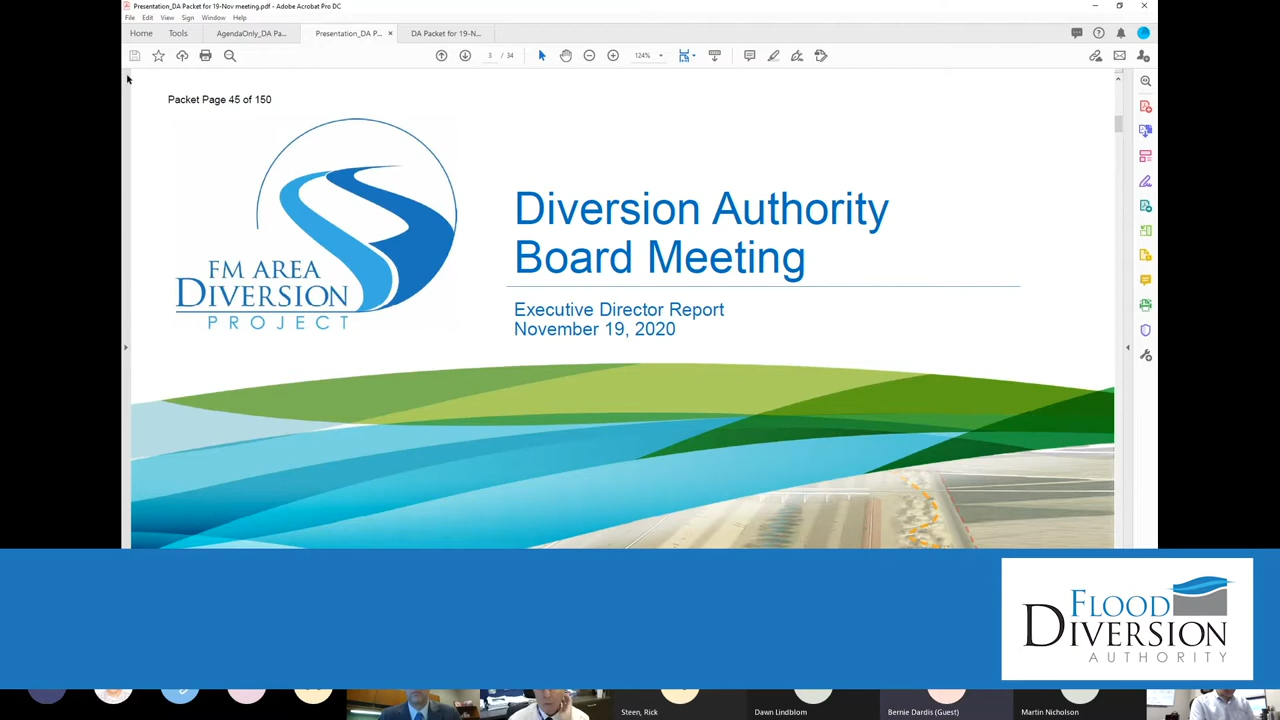 Presentation_DA Packet for 19-Nov meeting.pdf - Adobe Acrobat Pro DC
File Edit View Sign Window Help
Home Tools AgendaOnly_DA Pa... Presentation_DA P... × DA Packet for 19-N...
3 / 34 124%
Packet Page 45 of 150
FM AREA
DIVERSION
PROJECT
Diversion Authority
Board Meeting
Executive Director Report
November 19, 2020
FLOOD
DIVERSION
AUTHORITY
Steen, Rick Dawn Lindblom Bernie Dardis (Guest) Martin Nicholson